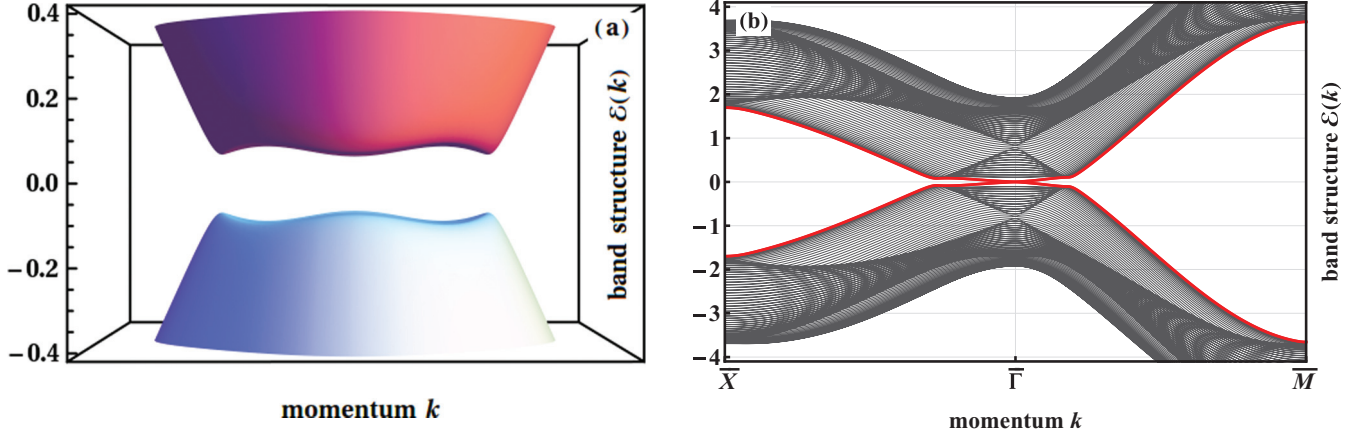 0.4
0.2
0.0
−0.2
−0.4
(a)
band structure ℰ(k)
momentum k
4
3
2
1
0
−1
−2
−3
−4
(b)
X̅
Γ̅
M̅
band structure ℰ(k)
momentum k